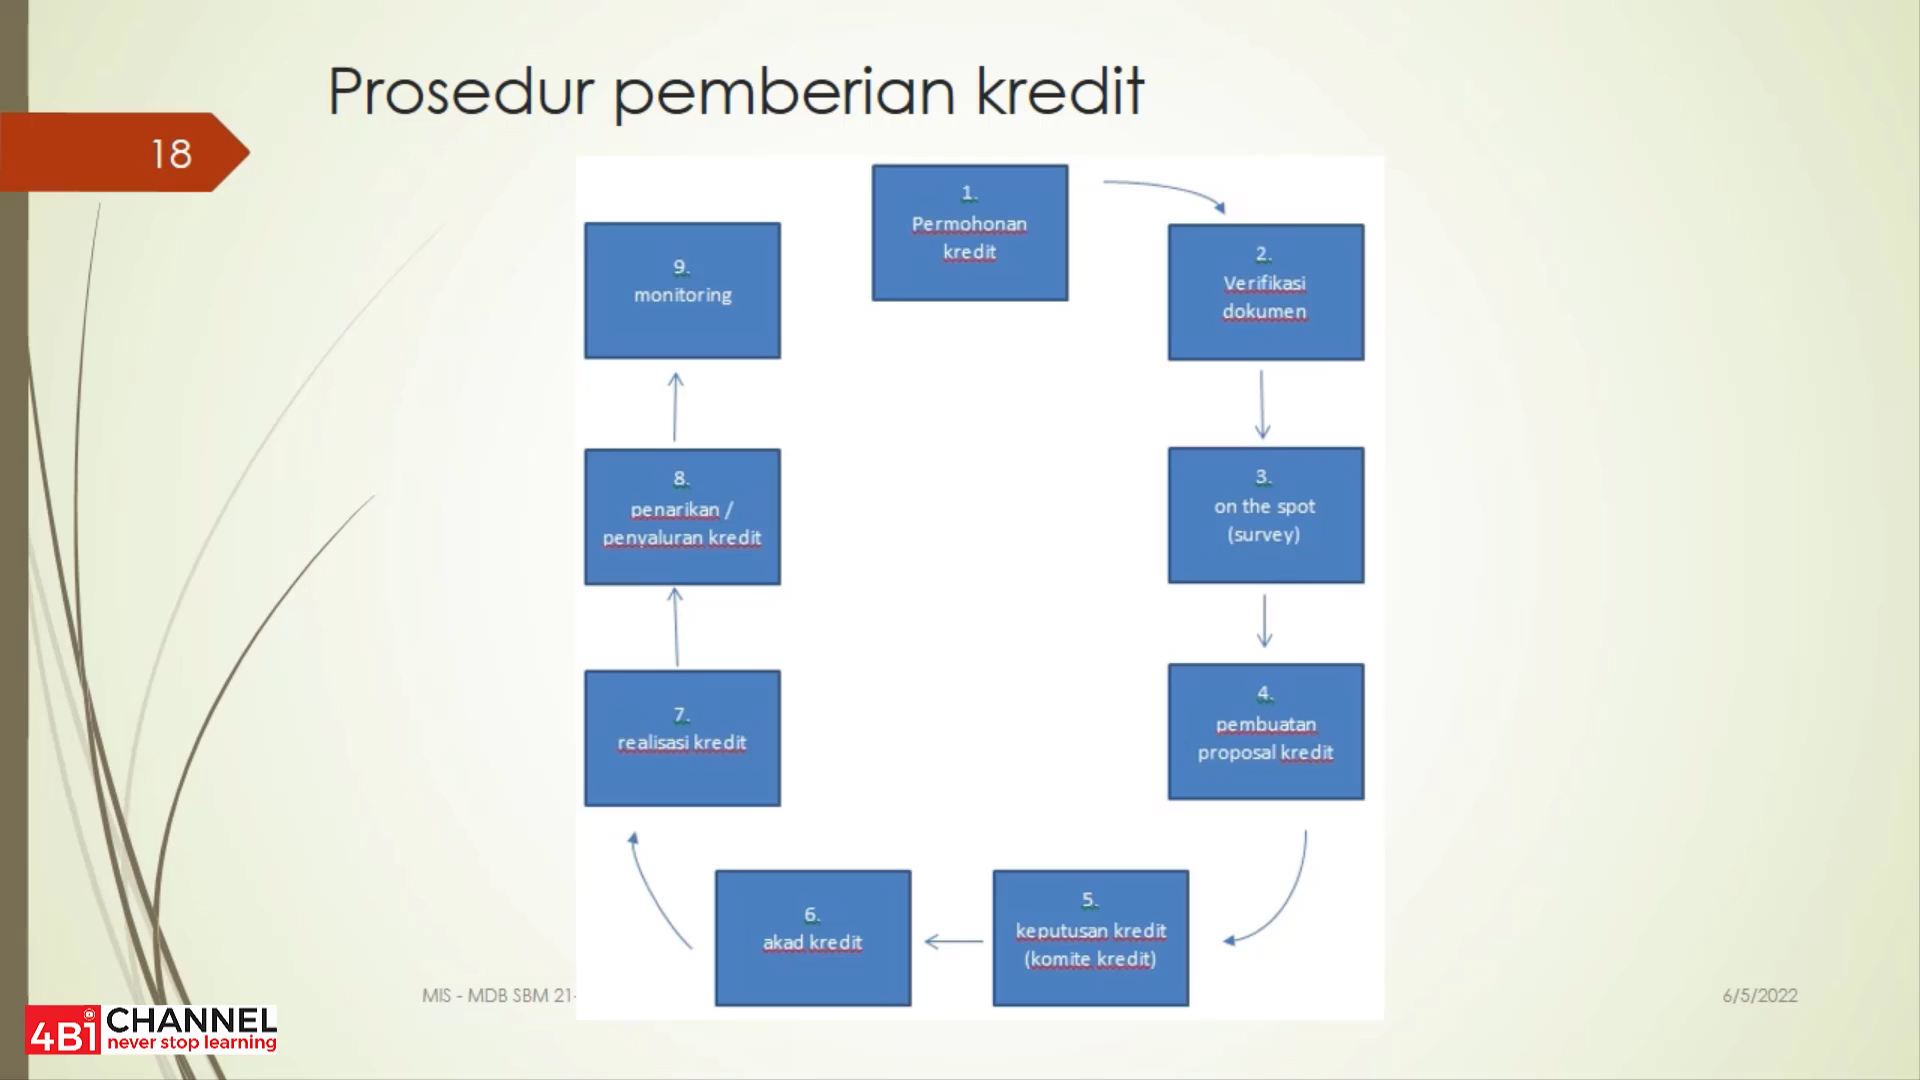 Prosedur pemberian kredit
18
1.
Permohonan
kredit
2.
Verifikasi
dokumen
3.
on the spot
(survey)
4.
pembuatan
proposal kredit
5.
keputusan kredit
(komite kredit)
6.
akad kredit
7.
realisasi kredit
8.
penarikan /
penyaluran kredit
9.
monitoring
MIS - MDB SBM 21-
6/5/2022
4Bi CHANNEL
never stop learning